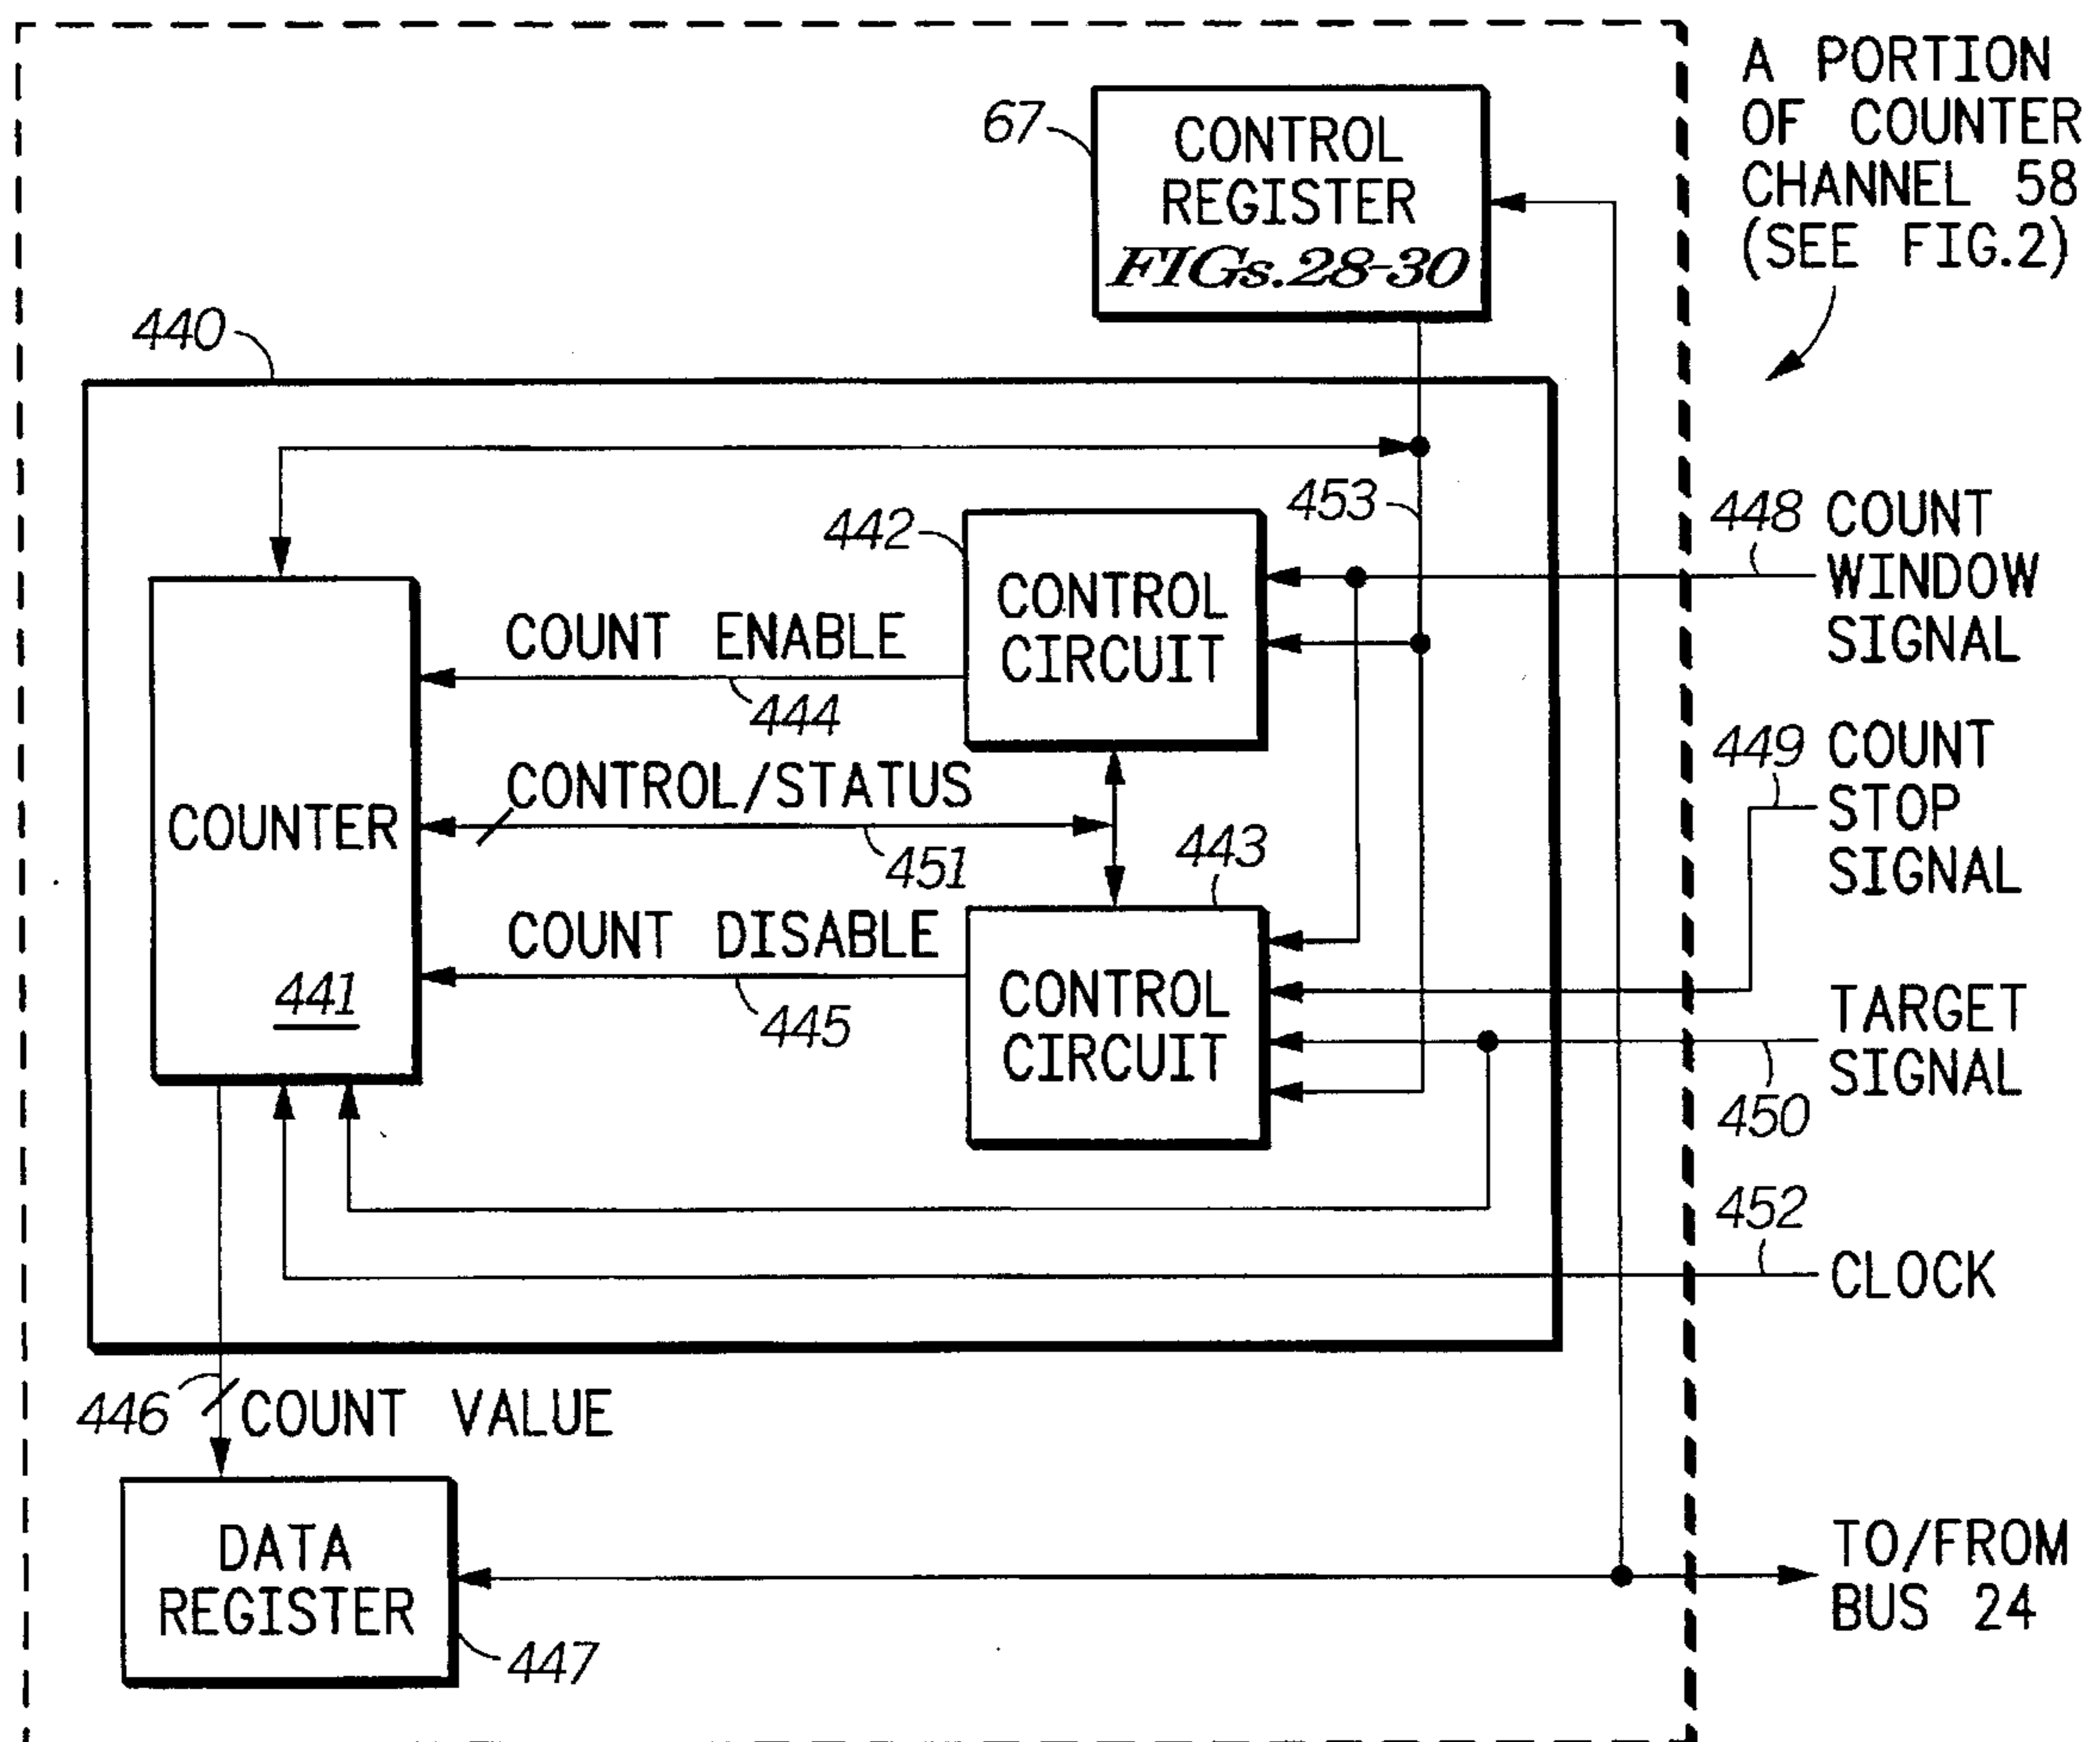 A PORTION
OF COUNTER
CHANNEL 58
(SEE FIG.2)
67
CONTROL
REGISTER
FIGs.28-30
440
453
442
CONTROL
CIRCUIT
448
COUNT
WINDOW
SIGNAL
COUNT ENABLE
444
449
COUNT
STOP
SIGNAL
CONTROL/STATUS
451
COUNTER
441
443
CONTROL
CIRCUIT
COUNT DISABLE
445
TARGET
SIGNAL
450
452
CLOCK
446
COUNT VALUE
DATA
REGISTER
447
TO/FROM
BUS 24